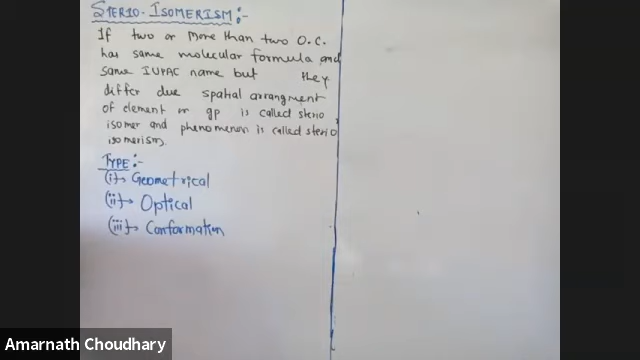 STERIO-ISOMERISM:-
If two or more than two O.C.
has same molecular formula and
same IUPAC name but they
differ due spatial arrangment
of element or gp is called sterio
isomer and phenomenon is called sterio
isomerism.
TYPE:-
(i)→ Geometrical
(ii)→ Optical
(iii)→ Conformation
Amarnath Choudhary